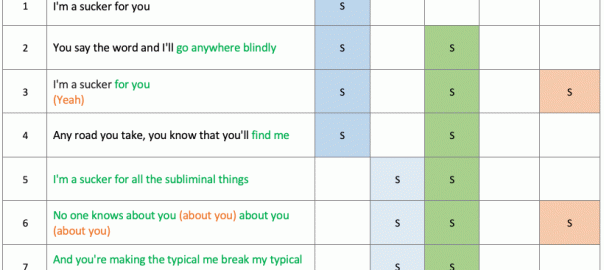 1 I'm a sucker for you S
2 You say the word and I'll go anywhere blindly S S
3 I'm a sucker for you S S S
(Yeah)
4 Any road you take, you know that you'll find me S S
5 I'm a sucker for all the subliminal things S S
6 No one knows about you (about you) about you S S S
(about you)
7 And you're making the typical me break my typical S S